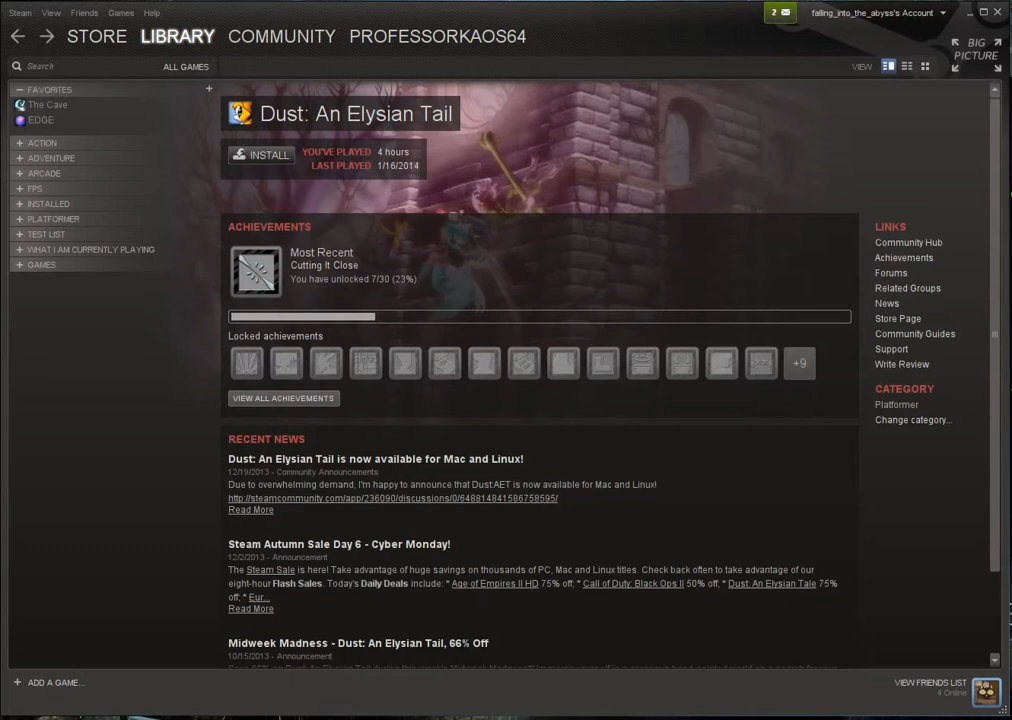 Steam View Friends Games Help
2 falling_into_the_abyss's Account
STORE LIBRARY COMMUNITY PROFESSORKAOS64
BIG PICTURE
Search ALL GAMES
VIEW
− FAVORITES
The Cave
EDGE
+ ACTION
+ ADVENTURE
+ ARCADE
+ FPS
+ INSTALLED
+ PLATFORMER
+ TEST LIST
+ WHAT I AM CURRENTLY PLAYING
+ GAMES
+
Dust: An Elysian Tail
INSTALL
YOU'VE PLAYED 4 hours
LAST PLAYED 1/16/2014
ACHIEVEMENTS
Most Recent
Cutting It Close
You have unlocked 7/30 (23%)
Locked achievements
+9
VIEW ALL ACHIEVEMENTS
RECENT NEWS
Dust: An Elysian Tail is now available for Mac and Linux!
12/19/2013 - Community Announcements
Due to overwhelming demand, I'm happy to announce that Dust:AET is now available for Mac and Linux!
http://steamcommunity.com/app/236090/discussions/0/648814841586758595/
Read More
Steam Autumn Sale Day 6 - Cyber Monday!
12/2/2013 - Announcement
The Steam Sale is here! Take advantage of huge savings on thousands of PC, Mac and Linux titles. Check back often to take advantage of our
eight-hour Flash Sales. Today's Daily Deals include: * Age of Empires II HD 75% off; * Call of Duty: Black Ops II 50% off; * Dust: An Elysian Tale 75%
off; * Eur...
Read More
Midweek Madness - Dust: An Elysian Tail, 66% Off
10/15/2013 - Announcement
LINKS
Community Hub
Achievements
Forums
Related Groups
News
Store Page
Community Guides
Support
Write Review
CATEGORY
Platformer
Change category...
+ ADD A GAME...
VIEW FRIENDS LIST
4 Online